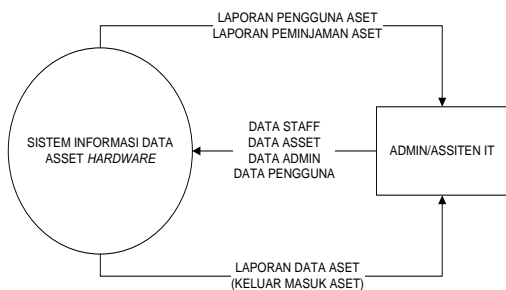 LAPORAN PENGGUNA ASET
LAPORAN PEMINJAMAN ASET
SISTEM INFORMASI DATA
ASSET HARDWARE
DATA STAFF
DATA ASSET
DATA ADMIN
DATA PENGGUNA
ADMIN/ASSITEN IT
LAPORAN DATA ASET
(KELUAR MASUK ASET)